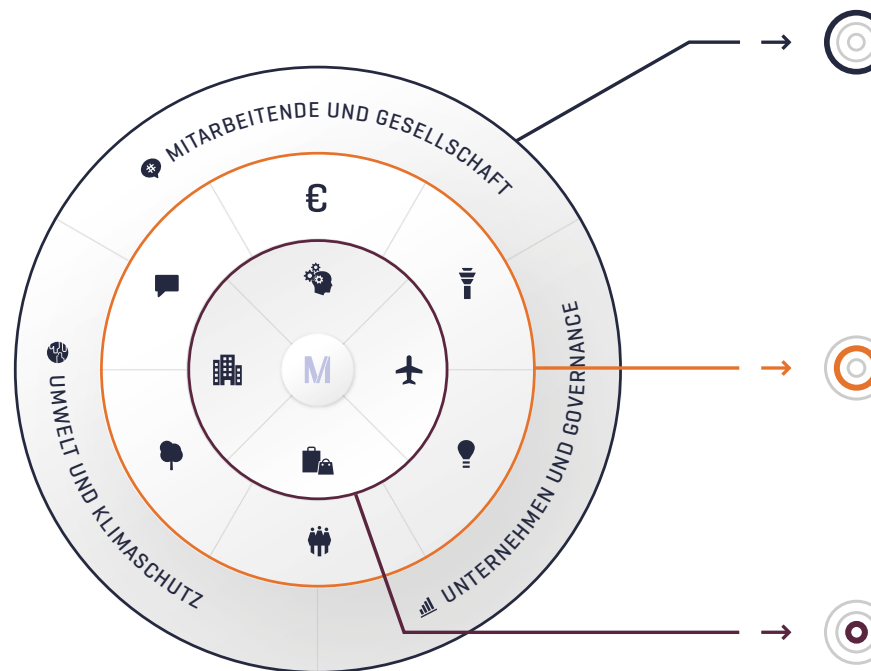 MITARBEITENDE UND GESELLSCHAFT
€
M
UMWELT UND KLIMASCHUTZ
UNTERNEHMEN UND GOVERNANCE